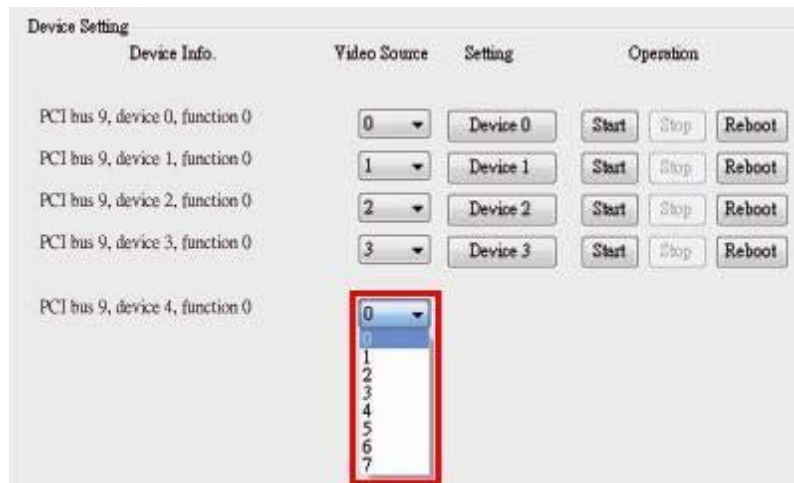 Device Setting
Device Info. Video Source Setting Operation
PCI bus 9, device 0, function 0 0 Device 0 Start Stop Reboot
PCI bus 9, device 1, function 0 1 Device 1 Start Stop Reboot
PCI bus 9, device 2, function 0 2 Device 2 Start Stop Reboot
PCI bus 9, device 3, function 0 3 Device 3 Start Stop Reboot
PCI bus 9, device 4, function 0 0
0
1
2
3
4
5
6
7